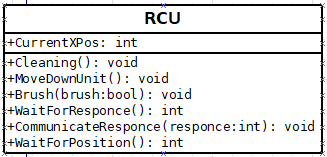 RCU
+CurrentXPos: int
+Cleaning(): void
+MoveDownUnit(): void
+Brush(brush:bool): void
+WaitForResponce(): int
+CommunicateResponce(responce:int): void
+WaitForPosition(): int